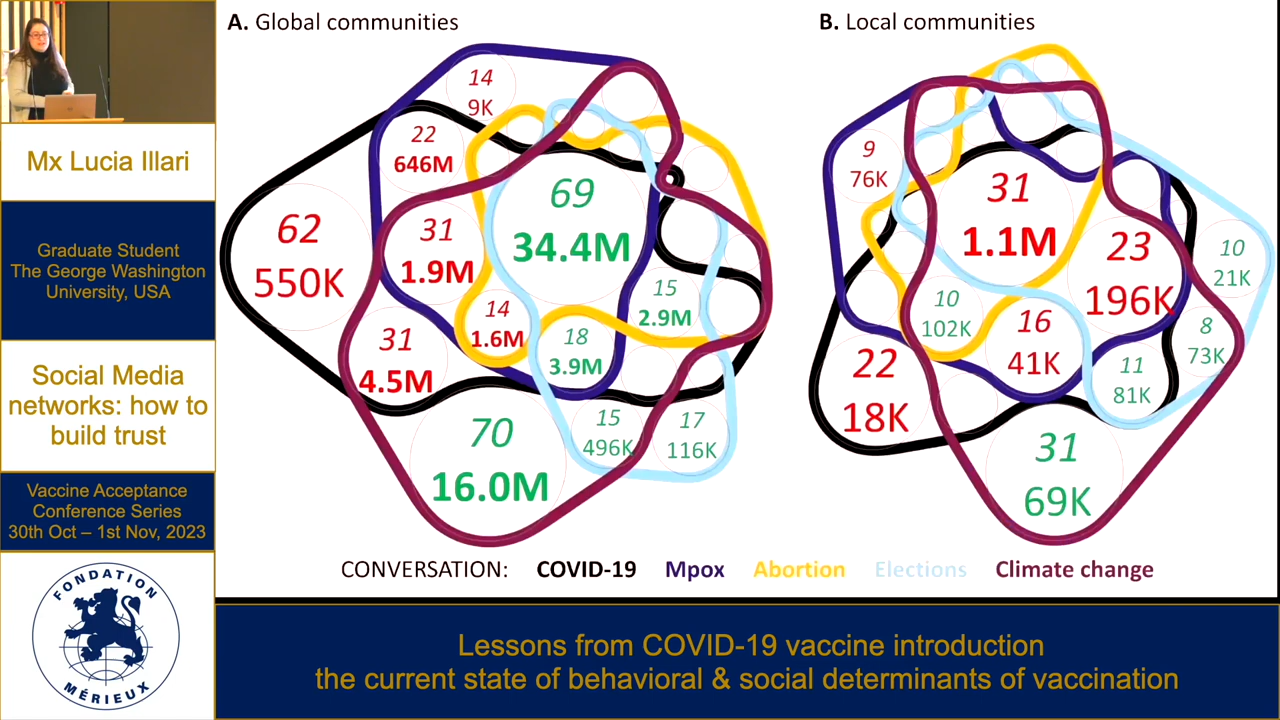 Mx Lucia Illari
Graduate Student
The George Washington
University, USA
Social Media
networks: how to
build trust
Vaccine Acceptance
Conference Series
30th Oct – 1st Nov, 2023
FONDATION
MÉRIEUX
A. Global communities
14
9K
22
646M
62
550K
31
1.9M
69
34.4M
14
1.6M
15
2.9M
31
4.5M
18
3.9M
70
16.0M
15
496K
17
116K
B. Local communities
9
76K
31
1.1M
23
196K
10
21K
10
102K
16
41K
8
73K
22
18K
11
81K
31
69K
CONVERSATION: COVID-19 Mpox Abortion Elections Climate change
Lessons from COVID-19 vaccine introduction
the current state of behavioral & social determinants of vaccination